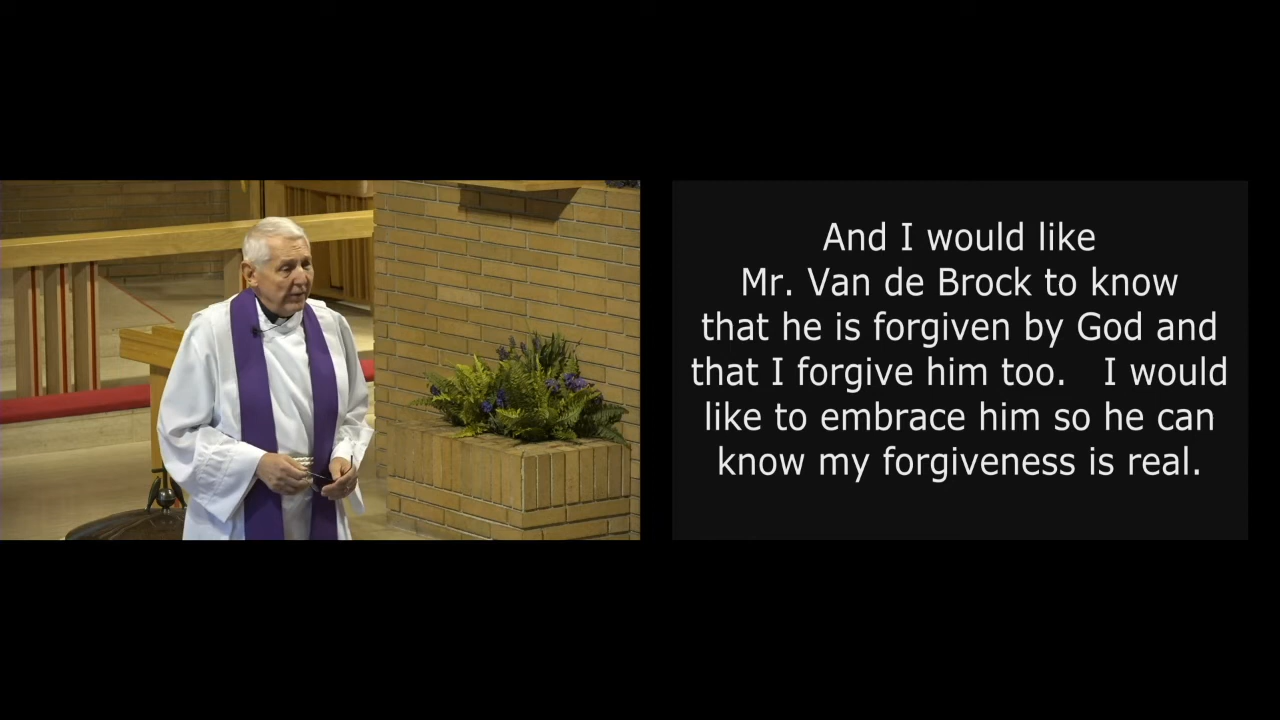 And I would like
Mr. Van de Brock to know
that he is forgiven by God and
that I forgive him too. I would
like to embrace him so he can
know my forgiveness is real.